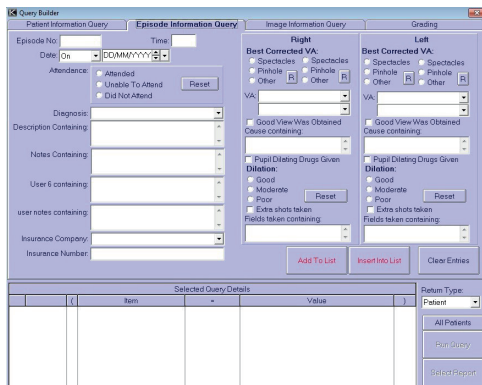 Query Builder
Patient Information Query
Episode Information Query
Image Information Query
Grading
Episode No:
Time:
Date: On DD/MM/YYYY
Attendance:
Attended
Unable To Attend
Did Not Attend
Reset
Diagnosis:
Description Containing:
Notes Containing:
User 6 containing:
user notes containing:
Insurance Company:
Insurance Number:
Right
Best Corrected VA:
Spectacles Spectacles
Pinhole Pinhole
Other R Other R
VA:
Good View Was Obtained
Cause containing:
Pupil Dilating Drugs Given
Dilation:
Good
Moderate
Poor Reset
Extra shots taken
Fields taken containing:
Left
Best Corrected VA:
Spectacles Spectacles
Pinhole Pinhole
Other R Other R
VA:
Good View Was Obtained
Cause containing:
Pupil Dilating Drugs Given
Dilation:
Good
Moderate
Poor Reset
Extra shots taken
Fields taken containing:
Add To List
Insert Into List
Clear Entries
Selected Query Details
( Item = Value )
Return Type:
Patient
All Patients
Run Query
Select Report